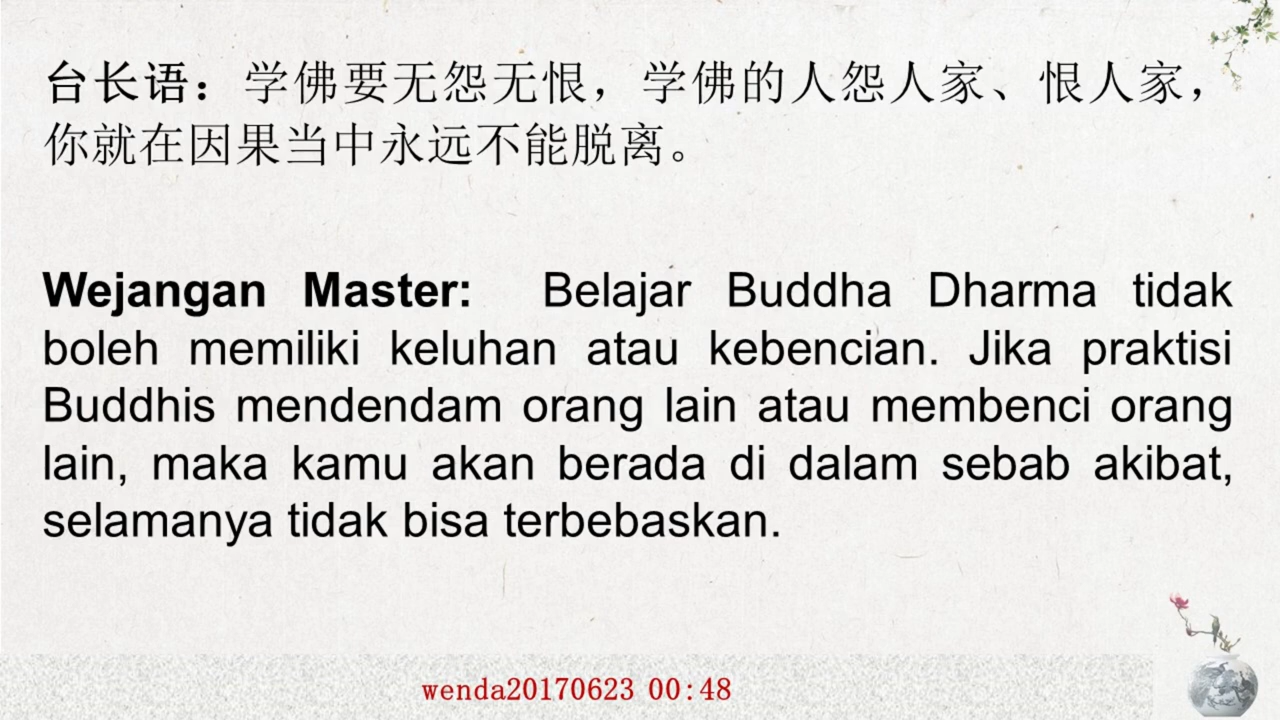 台长语：学佛要无怨无恨，学佛的人怨人家、恨人家，
你就在因果当中永远不能脱离。
Wejangan Master: Belajar Buddha Dharma tidak
boleh memiliki keluhan atau kebencian. Jika praktisi
Buddhis mendendam orang lain atau membenci orang
lain, maka kamu akan berada di dalam sebab akibat,
selamanya tidak bisa terbebaskan.
wenda20170623 00:48